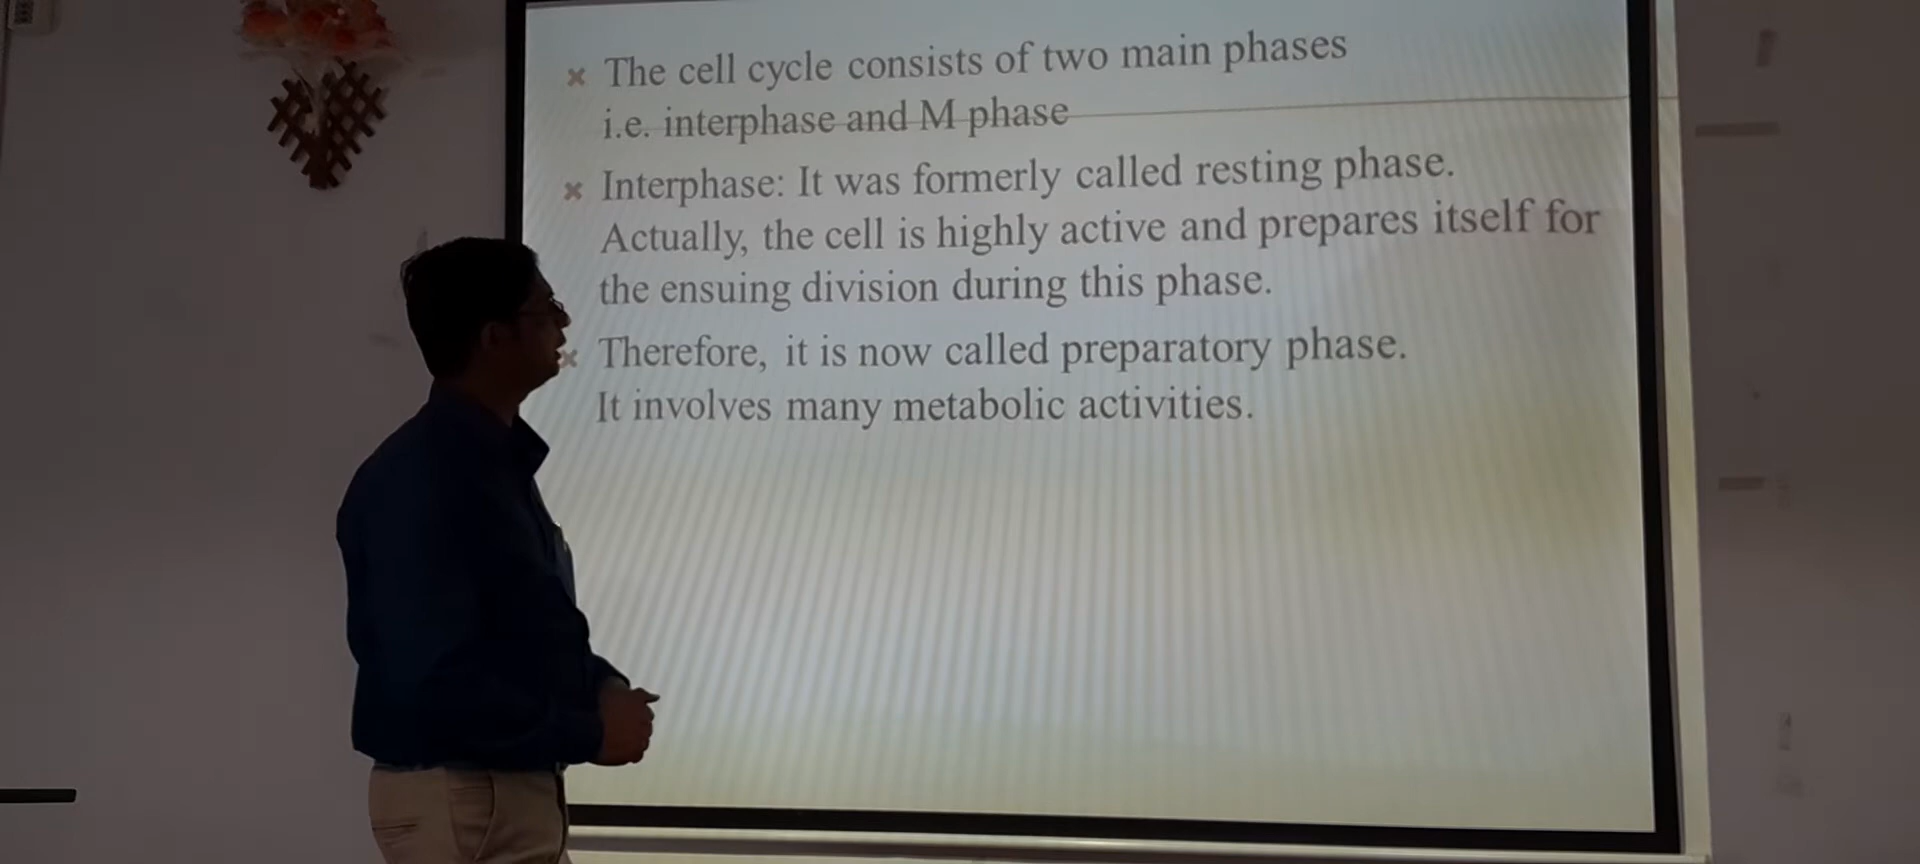 The cell cycle consists of two main phases
i.e. interphase and M phase
Interphase: It was formerly called resting phase.
Actually, the cell is highly active and prepares itself for
the ensuing division during this phase.
Therefore, it is now called preparatory phase.
It involves many metabolic activities.